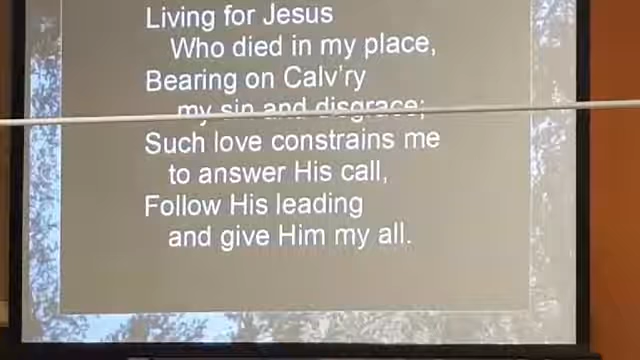 Living for Jesus
Who died in my place,
Bearing on Calv'ry
my sin and disgrace;
Such love constrains me
to answer His call,
Follow His leading
and give Him my all.